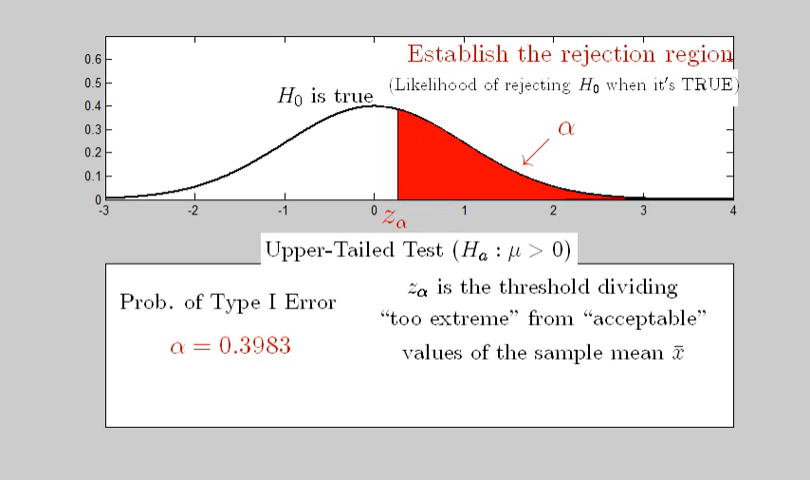 Establish the rejection region
(Likelihood of rejecting H₀ when it's TRUE)
H₀ is true
α
0.6
0.5
0.4
0.3
0.2
0.1
0
-3 -2 -1 0 1 2 3 4
zα
Upper-Tailed Test (Hₐ : μ > 0)
Prob. of Type I Error
α = 0.3983
zα is the threshold dividing
“too extreme” from “acceptable”
values of the sample mean x̄